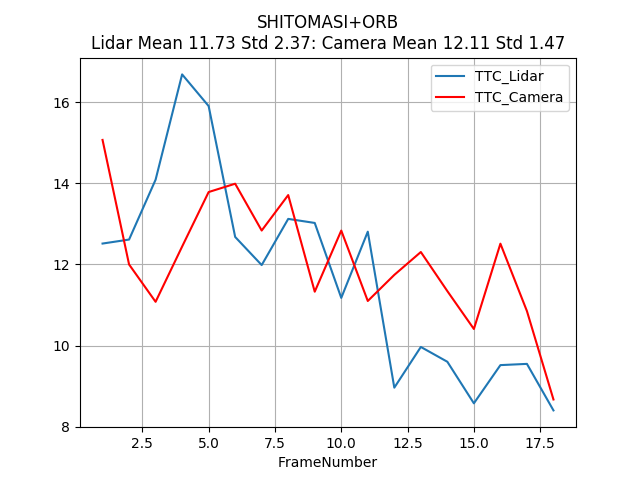 SHITOMASI+ORB
Lidar Mean 11.73 Std 2.37: Camera Mean 12.11 Std 1.47
TTC_Lidar
TTC_Camera
16
14
12
10
8
2.5 5.0 7.5 10.0 12.5 15.0 17.5
FrameNumber